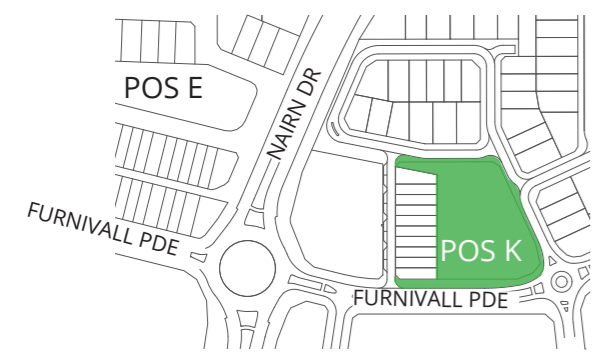 POS E
NAIRN DR
FURNIVALL PDE
POS K
FURNIVALL PDE